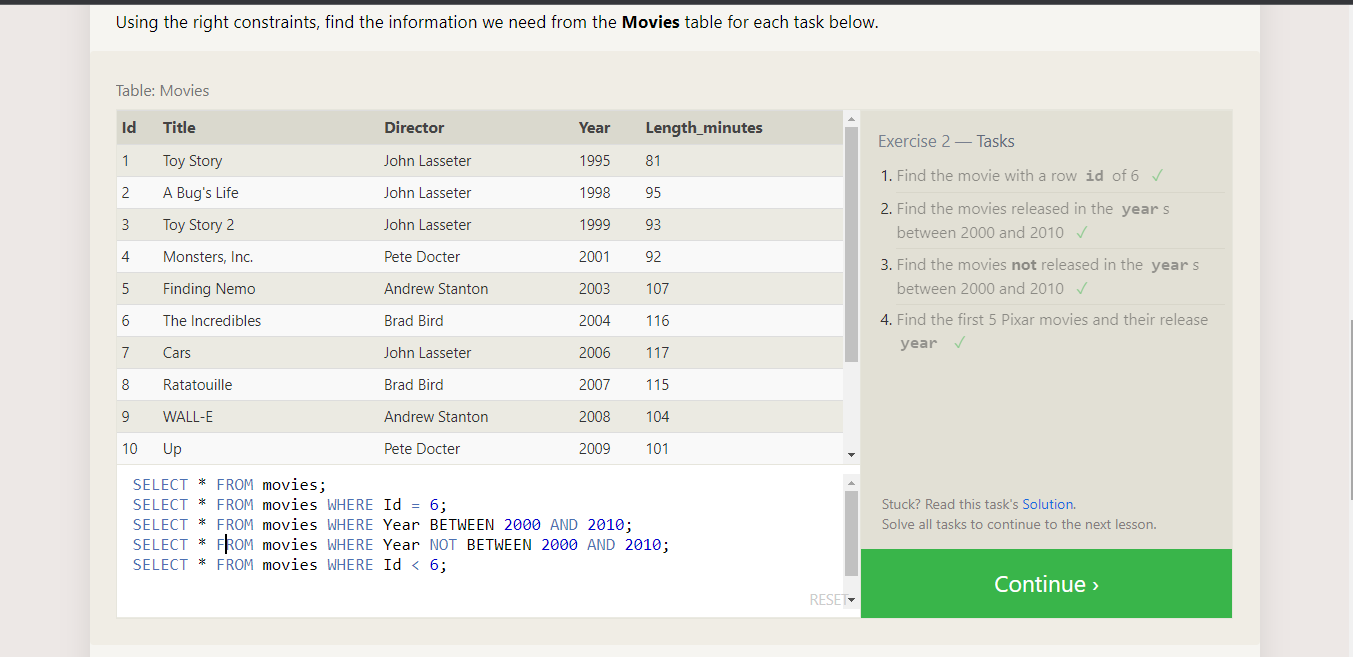 Using the right constraints, find the information we need from the Movies table for each task below.
Table: Movies
Id Title Director Year Length_minutes
1 Toy Story John Lasseter 1995 81
2 A Bug's Life John Lasseter 1998 95
3 Toy Story 2 John Lasseter 1999 93
4 Monsters, Inc. Pete Docter 2001 92
5 Finding Nemo Andrew Stanton 2003 107
6 The Incredibles Brad Bird 2004 116
7 Cars John Lasseter 2006 117
8 Ratatouille Brad Bird 2007 115
9 WALL-E Andrew Stanton 2008 104
10 Up Pete Docter 2009 101
SELECT * FROM movies;
SELECT * FROM movies WHERE Id = 6;
SELECT * FROM movies WHERE Year BETWEEN 2000 AND 2010;
SELECT * FROM movies WHERE Year NOT BETWEEN 2000 AND 2010;
SELECT * FROM movies WHERE Id < 6;
RESET
Exercise 2 — Tasks
1. Find the movie with a row id of 6 ✓
2. Find the movies released in the year s
between 2000 and 2010 ✓
3. Find the movies not released in the year s
between 2000 and 2010 ✓
4. Find the first 5 Pixar movies and their release
year ✓
Stuck? Read this task's Solution.
Solve all tasks to continue to the next lesson.
Continue ›